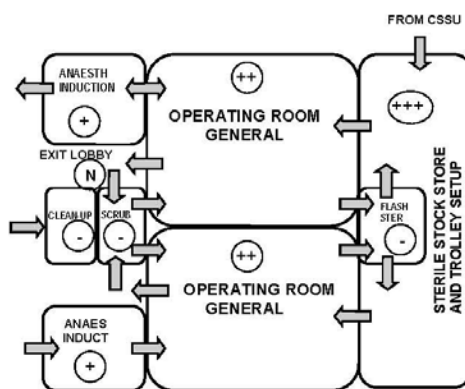 FROM CSSU
ANAESTH
INDUCTION
+
++
+++
OPERATING ROOM
GENERAL
EXIT LOBBY
N
CLEAN-UP
-
SCRUB
-
FLASH
STER
-
STERILE STOCK STORE
AND TROLLEY SETUP
++
OPERATING ROOM
GENERAL
ANAES
INDUCT
+